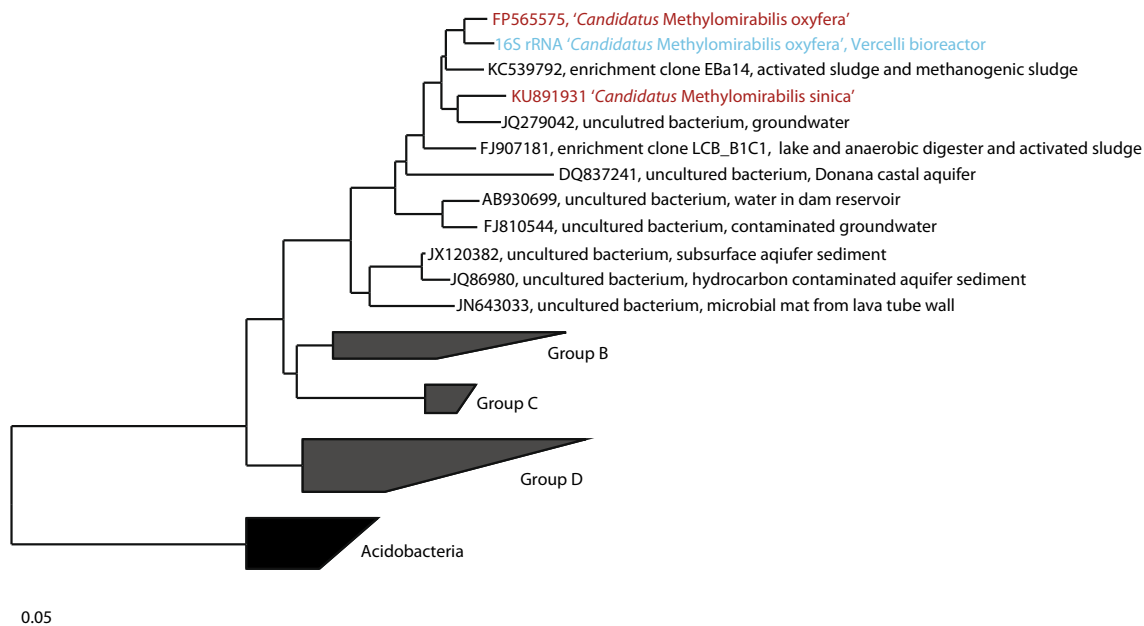 FP565575, ‘Candidatus Methylomirabilis oxyfera’
16S rRNA ‘Candidatus Methylomirabilis oxyfera’, Vercelli bioreactor
KC539792, enrichment clone EBa14, activated sludge and methanogenic sludge
KU891931 ‘Candidatus Methylomirabilis sinica’
JQ279042, unculutred bacterium, groundwater
FJ907181, enrichment clone LCB_B1C1, lake and anaerobic digester and activated sludge
DQ837241, uncultured bacterium, Donana castal aquifer
AB930699, uncultured bacterium, water in dam reservoir
FJ810544, uncultured bacterium, contaminated groundwater
JX120382, uncultured bacterium, subsurface aqiufer sediment
JQ86980, uncultured bacterium, hydrocarbon contaminated aquifer sediment
JN643033, uncultured bacterium, microbial mat from lava tube wall
Group B
Group C
Group D
Acidobacteria
0.05